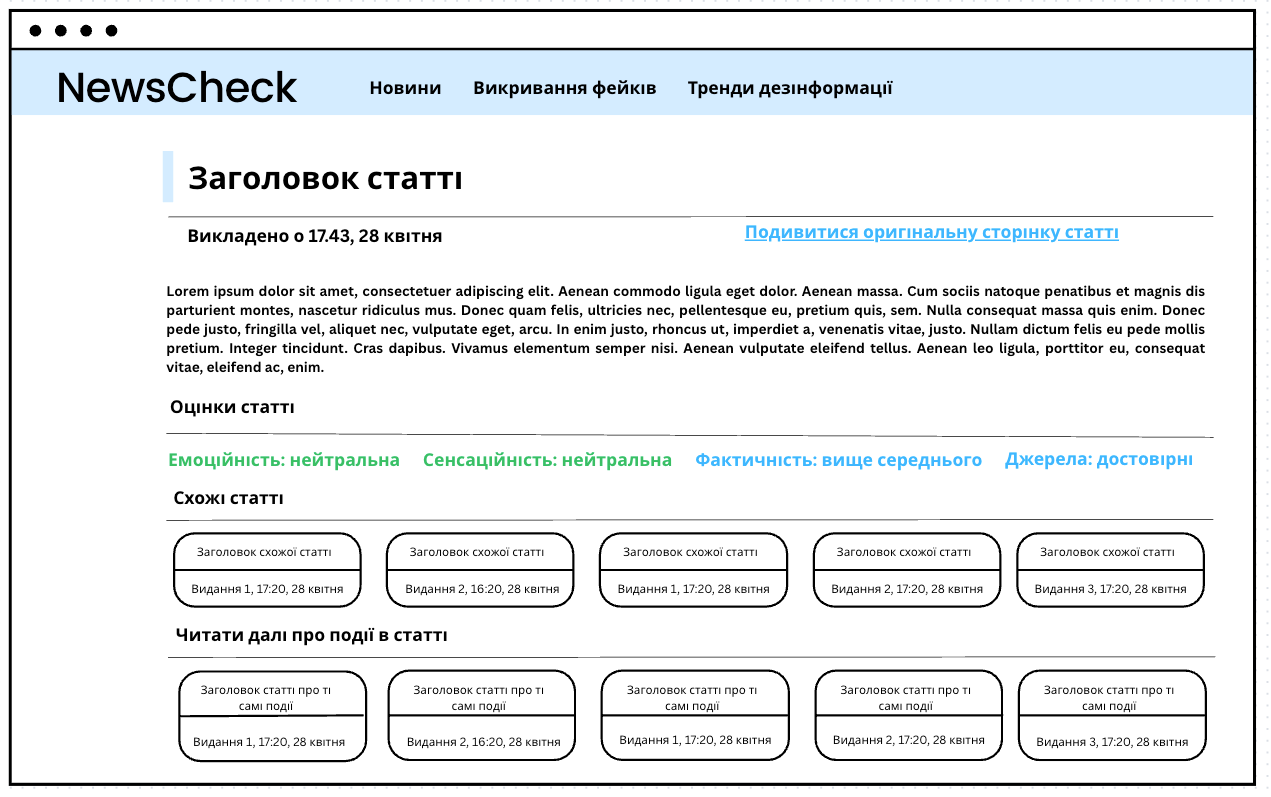 NewsCheck Новини Викривання фейків Тренди дезінформації
Заголовок статті
Викладено о 17.43, 28 квітня Подивитися оригінальну сторінку статті
Lorem ipsum dolor sit amet, consectetuer adipiscing elit. Aenean commodo ligula eget dolor. Aenean massa. Cum sociis natoque penatibus et magnis dis
parturient montes, nascetur ridiculus mus. Donec quam felis, ultricies nec, pellentesque eu, pretium quis, sem. Nulla consequat massa quis enim. Donec
pede justo, fringilla vel, aliquet nec, vulputate eget, arcu. In enim justo, rhoncus ut, imperdiet a, venenatis vitae, justo. Nullam dictum felis eu pede mollis
pretium. Integer tincidunt. Cras dapibus. Vivamus elementum semper nisi. Aenean vulputate eleifend tellus. Aenean leo ligula, porttitor eu, consequat
vitae, eleifend ac, enim.
Оцінки статті
Емоційність: нейтральна Сенсаційність: нейтральна Фактичність: вище середнього Джерела: достовірні
Схожі статті
Заголовок схожої статті Заголовок схожої статті Заголовок схожої статті Заголовок схожої статті Заголовок схожої статті
Видання 1, 17:20, 28 квітня Видання 2, 16:20, 28 квітня Видання 1, 17:20, 28 квітня Видання 2, 17:20, 28 квітня Видання 3, 17:20, 28 квітня
Читати далі про події в статті
Заголовок статті про ті Заголовок статті про ті Заголовок статті про ті Заголовок статті про ті Заголовок статті про ті
самі події самі події самі події самі події самі події
Видання 1, 17:20, 28 квітня Видання 2, 16:20, 28 квітня Видання 1, 17:20, 28 квітня Видання 2, 17:20, 28 квітня Видання 3, 17:20, 28 квітня